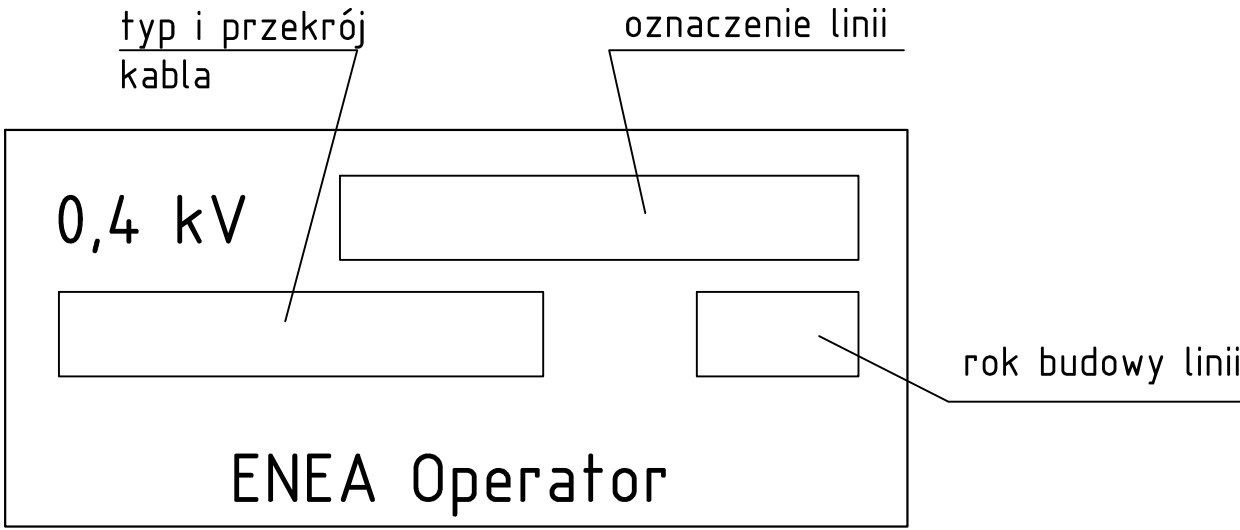 typ i przekrój
kabla
oznaczenie linii
0,4 kV
rok budowy linii
ENEA Operator